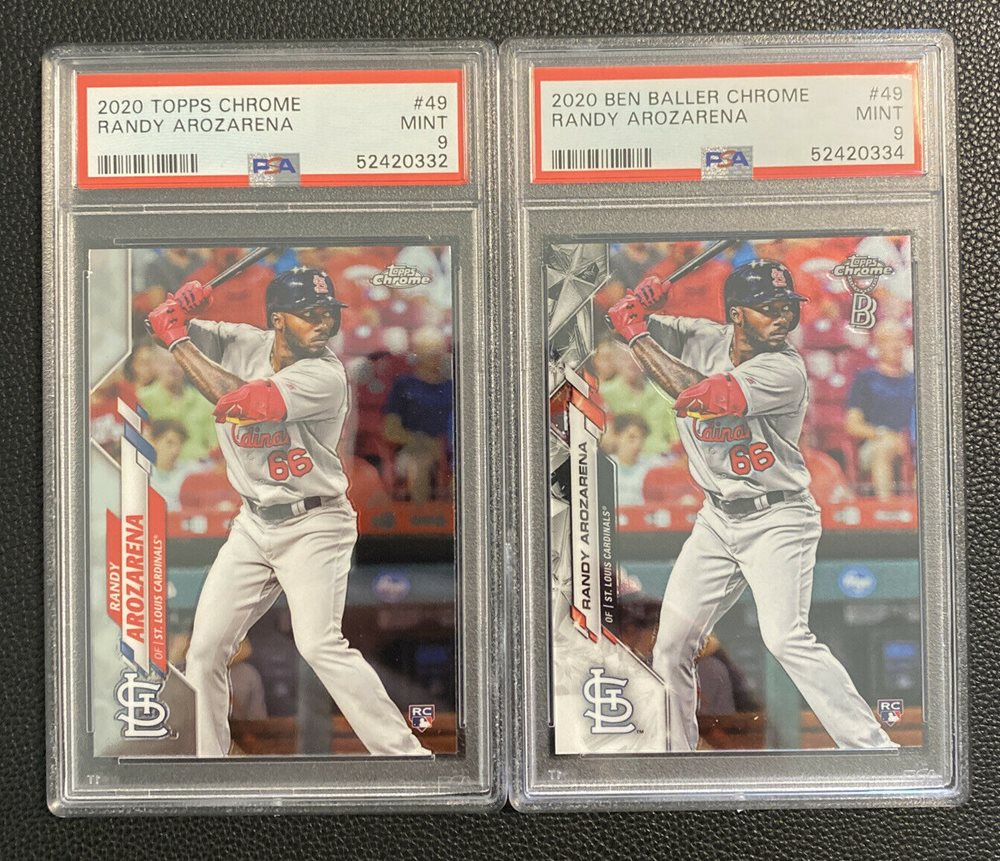 2020 TOPPS CHROME #49
RANDY AROZARENA MINT
9
PSA 52420332
2020 BEN BALLER CHROME #49
RANDY AROZARENA MINT
9
PSA 52420334
Topps
Chrome
66
RANDY
AROZARENA
OF | ST. LOUIS CARDINALS®
STL
RC
Topps
Chrome
B
66
RANDY AROZARENA
OF | ST. LOUIS CARDINALS®
STL
TM
RC